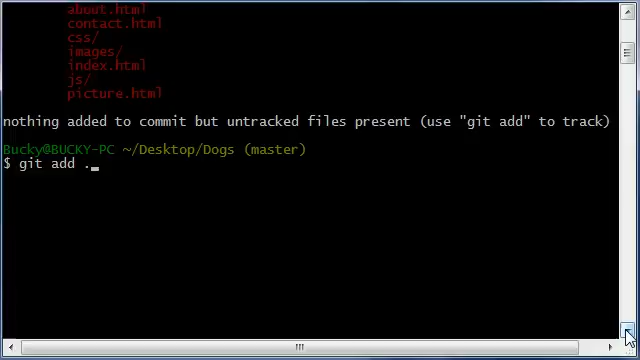 about.html
contact.html
css/
images/
index.html
js/
picture.html
nothing added to commit but untracked files present (use "git add" to track)
Bucky@BUCKY-PC ~/Desktop/Dogs (master)
$ git add ._